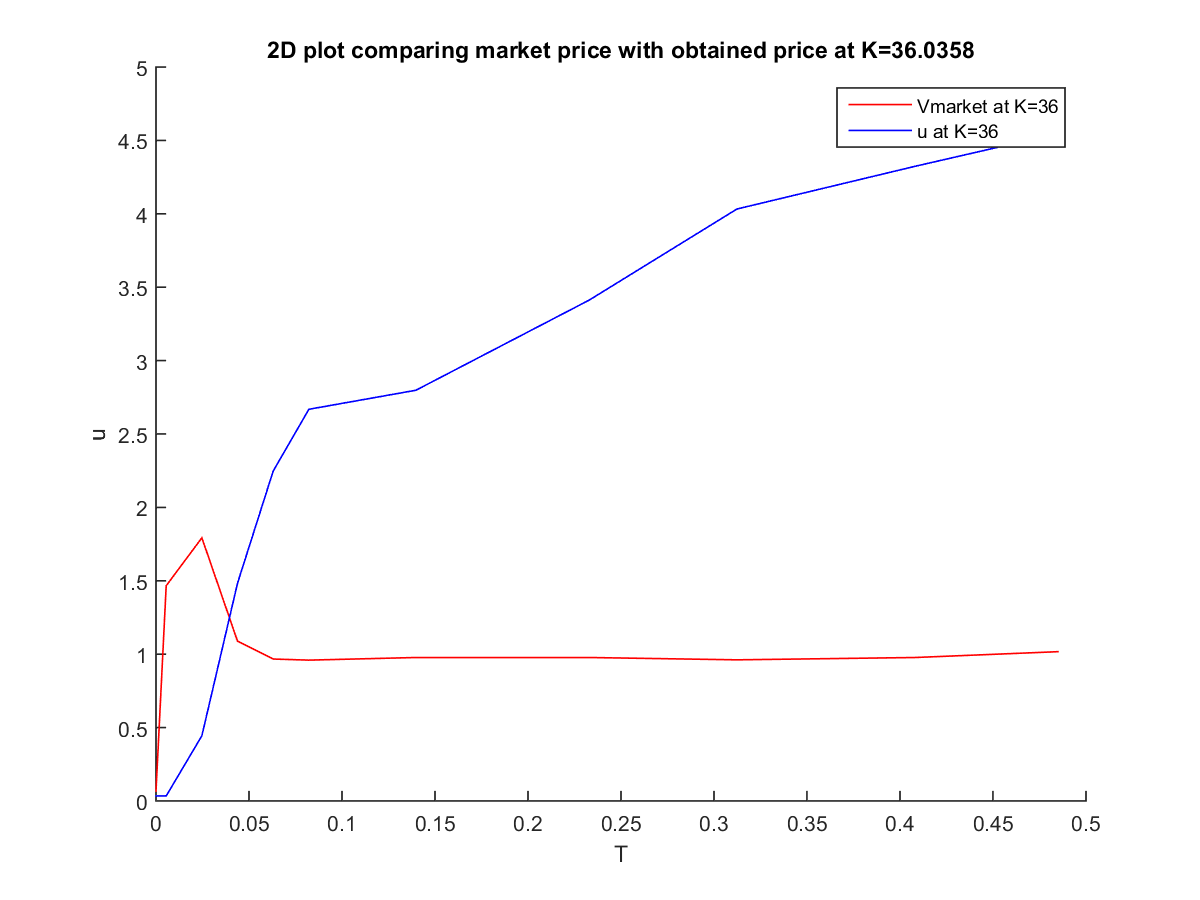 2D plot comparing market price with obtained price at K=36.0358
Vmarket at K=36
u at K=36
5
4.5
4
3.5
3
2.5
2
1.5
1
0.5
0
u
0 0.05 0.1 0.15 0.2 0.25 0.3 0.35 0.4 0.45 0.5
T